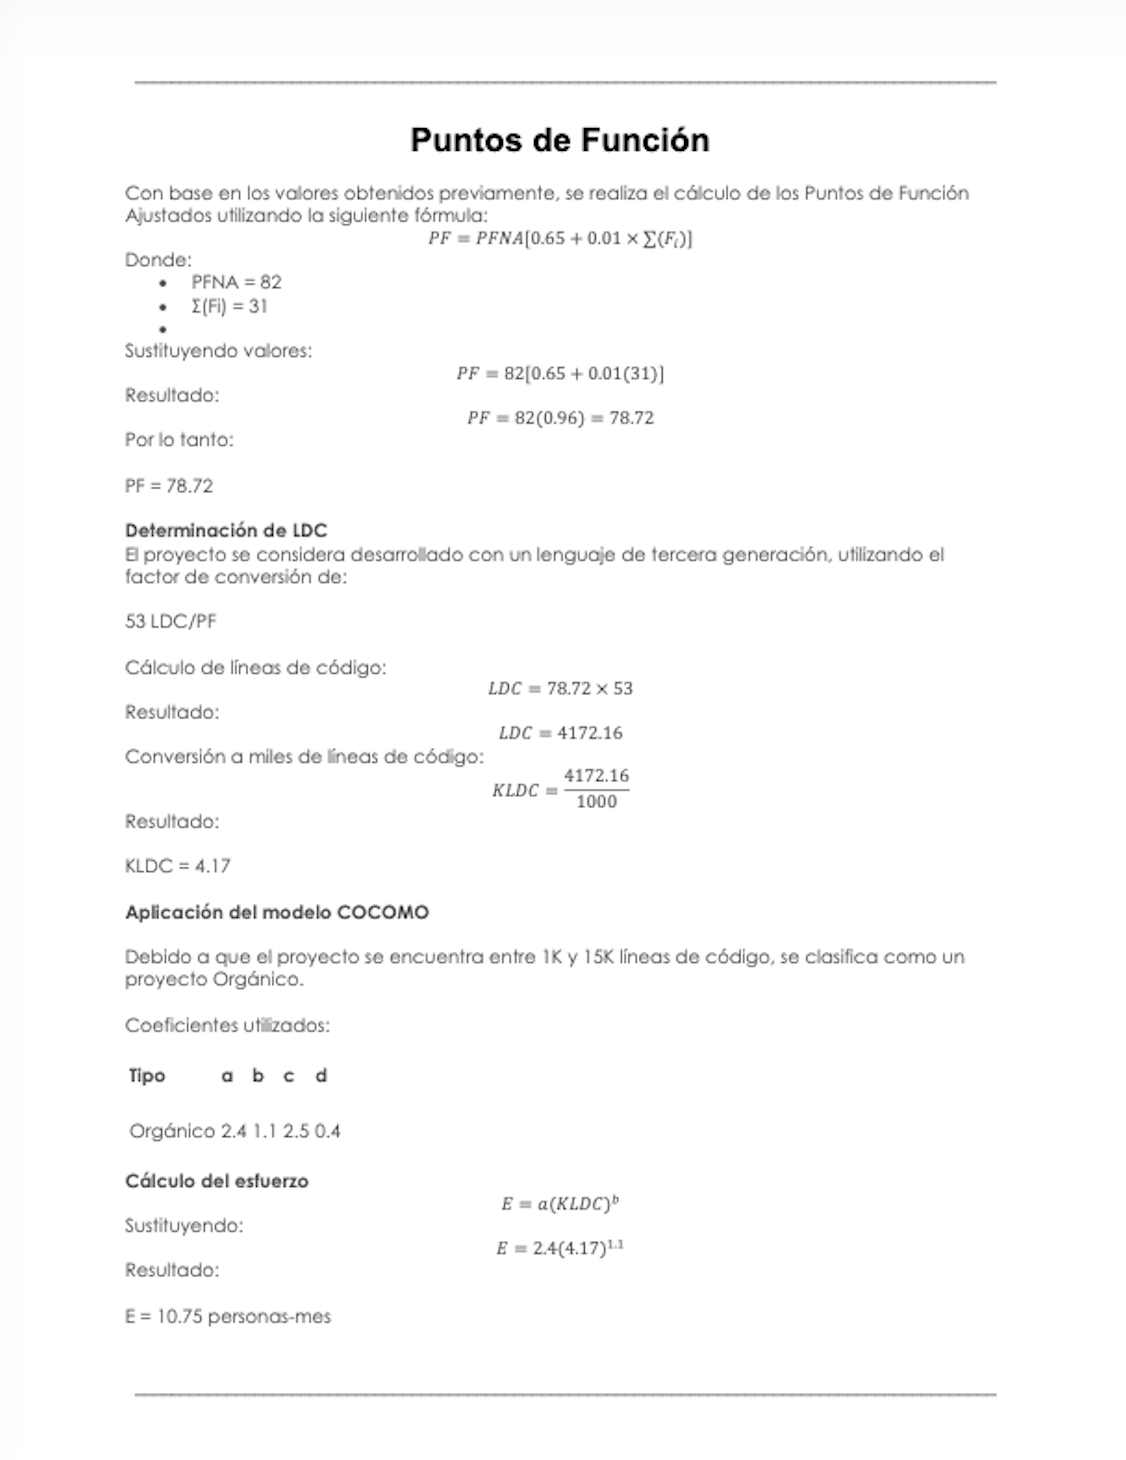 Puntos de Función
Con base en los valores obtenidos previamente, se realiza el cálculo de los Puntos de Función
Ajustados utilizando la siguiente fórmula:
PF = PFNA[0.65 + 0.01 × ∑(Fᵢ)]
Donde:
• PFNA = 82
• Σ(Fi) = 31
•
Sustituyendo valores:
PF = 82[0.65 + 0.01(31)]
Resultado:
PF = 82(0.96) = 78.72
Por lo tanto:
PF = 78.72
Determinación de LDC
El proyecto se considera desarrollado con un lenguaje de tercera generación, utilizando el
factor de conversión de:
53 LDC/PF
Cálculo de líneas de código:
LDC = 78.72 × 53
Resultado:
LDC = 4172.16
Conversión a miles de líneas de código:
KLDC = 4172.16 / 1000
Resultado:
KLDC = 4.17
Aplicación del modelo COCOMO
Debido a que el proyecto se encuentra entre 1K y 15K líneas de código, se clasifica como un
proyecto Orgánico.
Coeficientes utilizados:
Tipo a b c d
Orgánico 2.4 1.1 2.5 0.4
Cálculo del esfuerzo
E = a(KLDC)ᵇ
Sustituyendo:
E = 2.4(4.17)¹·¹
Resultado:
E = 10.75 personas-mes